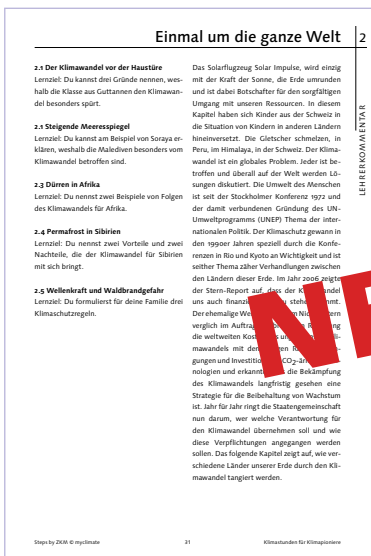 Einmal um die ganze Welt
2
LEHRERKOMMENTAR
2.1 Der Klimawandel vor der Haustüre
Lernziel: Du kannst drei Gründe nennen, wes-
halb die Klasse aus Guttannen den Klimawan-
del besonders spürt.
2.1 Steigende Meeresspiegel
Lernziel: Du kannst am Beispiel von Soraya er-
klären, weshalb die Malediven besonders vom
Klimawandel betroffen sind.
2.3 Dürren in Afrika
Lernziel: Du nennst zwei Beispiele von Folgen
des Klimawandels für Afrika.
2.4 Permafrost in Sibirien
Lernziel: Du nennst zwei Vorteile und zwei
Nachteile, die der Klimawandel für Sibirien
mit sich bringt.
2.5 Wellenkraft und Waldbrandgefahr
Lernziel: Du formulierst für deine Familie drei
Klimaschutzregeln.
Das Solarflugzeug Solar Impulse, wird einzig
mit der Kraft der Sonne, die Erde umrunden
und ist dabei Botschafter für den sorgfältigen
Umgang mit unseren Ressourcen. In diesem
Kapitel haben sich Kinder aus der Schweiz in
die Situation von Kindern in anderen Ländern
hineinversetzt. Die Gletscher schmelzen, in
Peru, im Himalaya, in der Schweiz. Der Klima-
wandel ist ein globales Problem. Jeder ist be-
troffen und überall auf der Welt werden Lö-
sungen diskutiert. Die Umwelt des Menschen
ist seit der Stockholmer Konferenz 1972 und
der damit verbundenen Gründung des UN-
Umweltprogramms (UNEP) Thema der inter-
nationalen Politik. Der Klimaschutz gewann in
den 1990er Jahren speziell durch die Konfe-
renzen in Rio und Kyoto an Wichtigkeit und ist
seither Thema zäher Verhandlungen zwischen
den Ländern dieser Erde. Im Jahr 2006 zeigte
der Stern-Report auf, dass der
uns auch stehen
Der ehemalige
verglich im
die weltweiten
mawandels mit
gungen und
nologien und die Bekämpfung
des Klimawandels langfristig gesehen eine
Strategie für die Beibehaltung von Wachstum
ist. Jahr für Jahr ringt die Staatengemeinschaft
nun darum, wer welche Verantwortung für
den Klimawandel übernehmen soll und wie
diese Verpflichtungen angegangen werden
sollen. Das folgende Kapitel zeigt auf, wie ver-
schiedene Länder unserer Erde durch den Kli-
mawandel tangiert werden.
Steps by ZKM © myclimate
21
Klimastunden für Klimapioniere